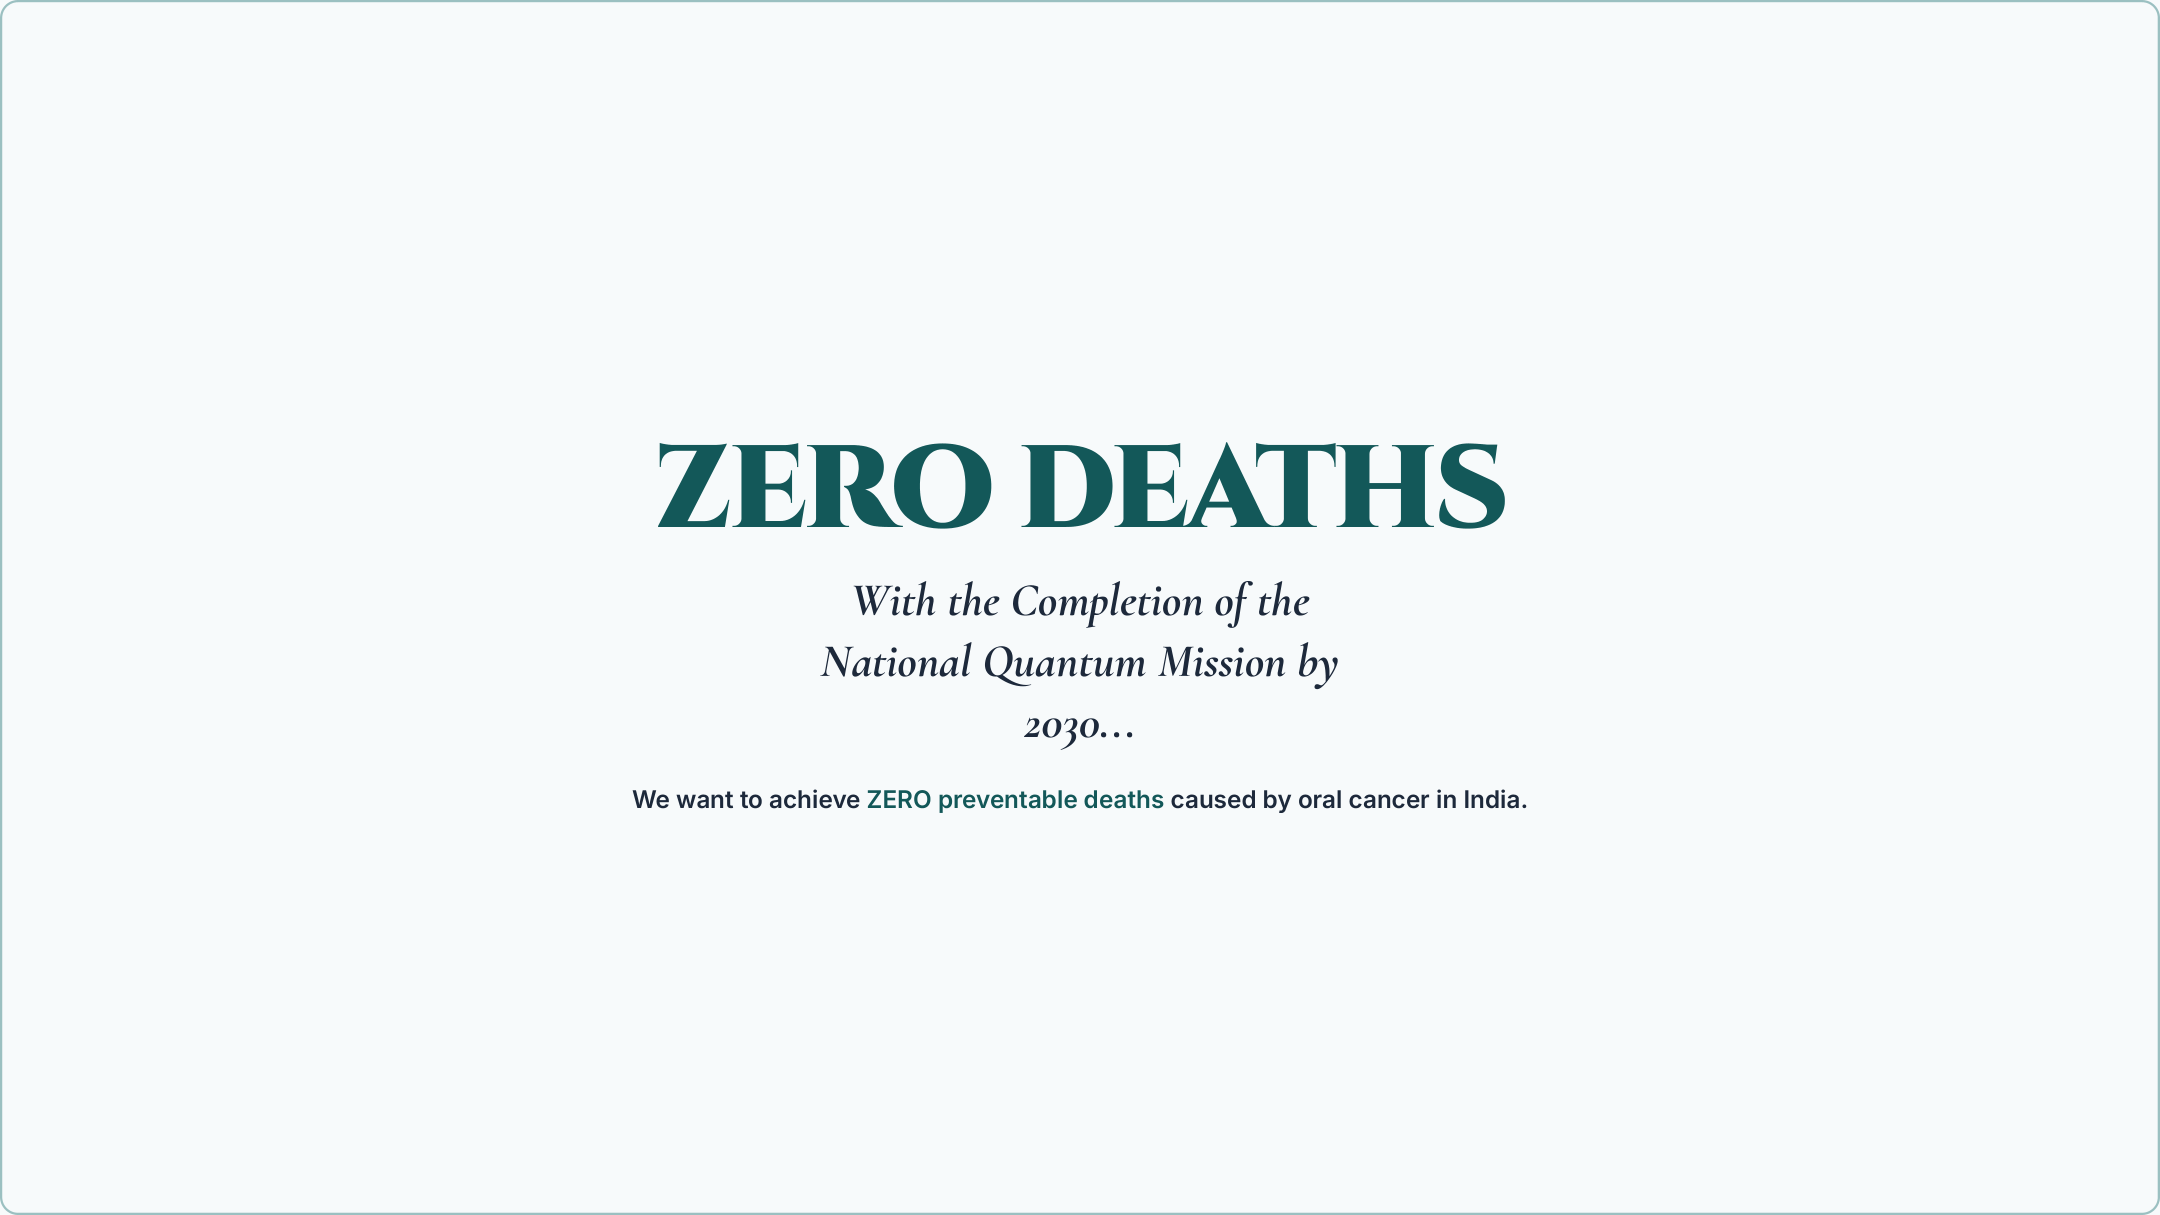 ZERO DEATHS
With the Completion of the
National Quantum Mission by
2030...
We want to achieve ZERO preventable deaths caused by oral cancer in India.